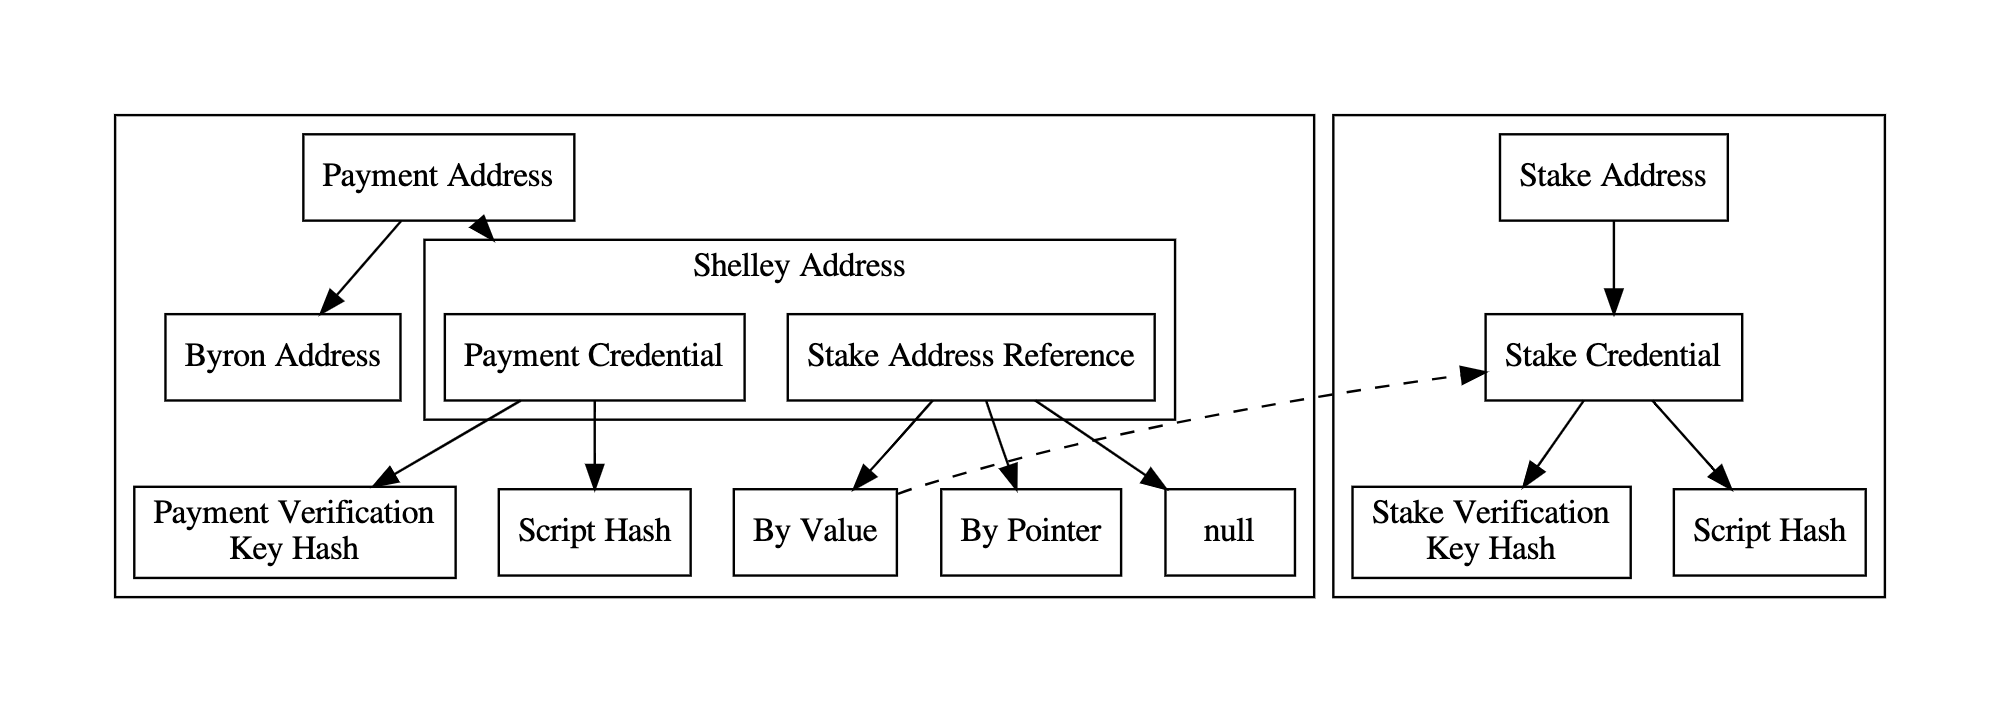 Payment Address
Stake Address
Shelley Address
Byron Address
Payment Credential
Stake Address Reference
Stake Credential
Payment Verification
Key Hash
Script Hash
By Value
By Pointer
null
Stake Verification
Key Hash
Script Hash